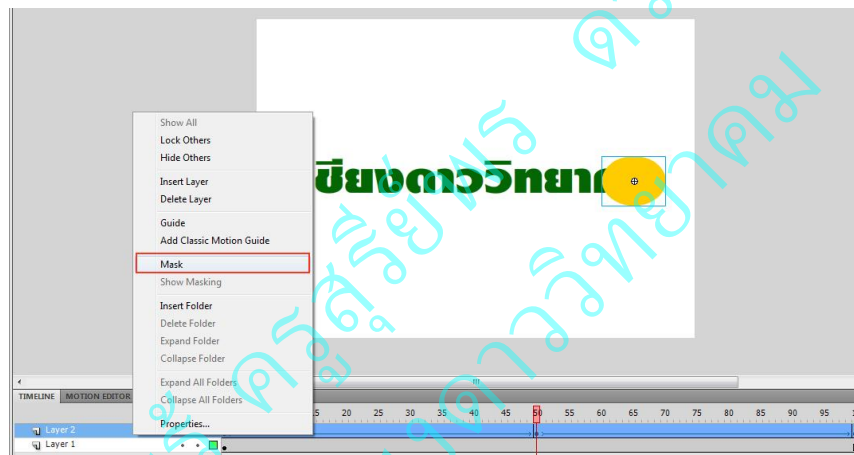 Show All
Lock Others
Hide Others
Insert Layer
Delete Layer
Guide
Add Classic Motion Guide
Mask
Show Masking
Insert Folder
Delete Folder
Expand Folder
Collapse Folder
Expand All Folders
Collapse All Folders
Properties...
ชียงดาววิทยาค
TIMELINE MOTION EDITOR
5 20 25 30 35 40 45 50 55 60 65 70 75 80 85 90 95
Layer 2
Layer 1